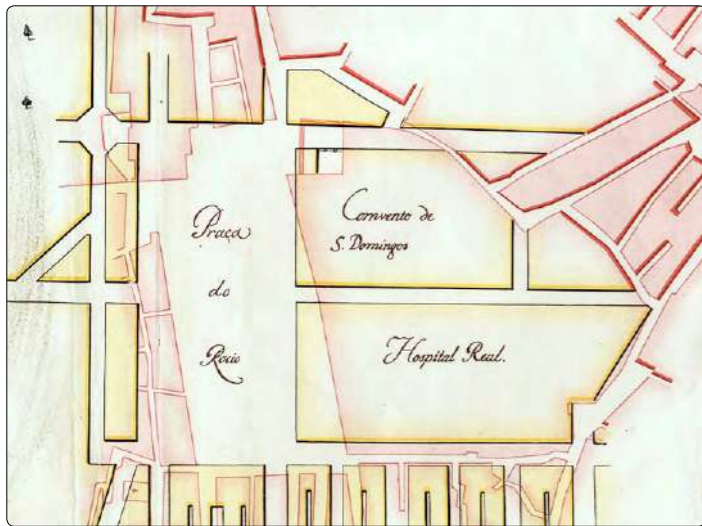 Praça
do
Rocio
Convento de
S. Domingos
Hospital Real.